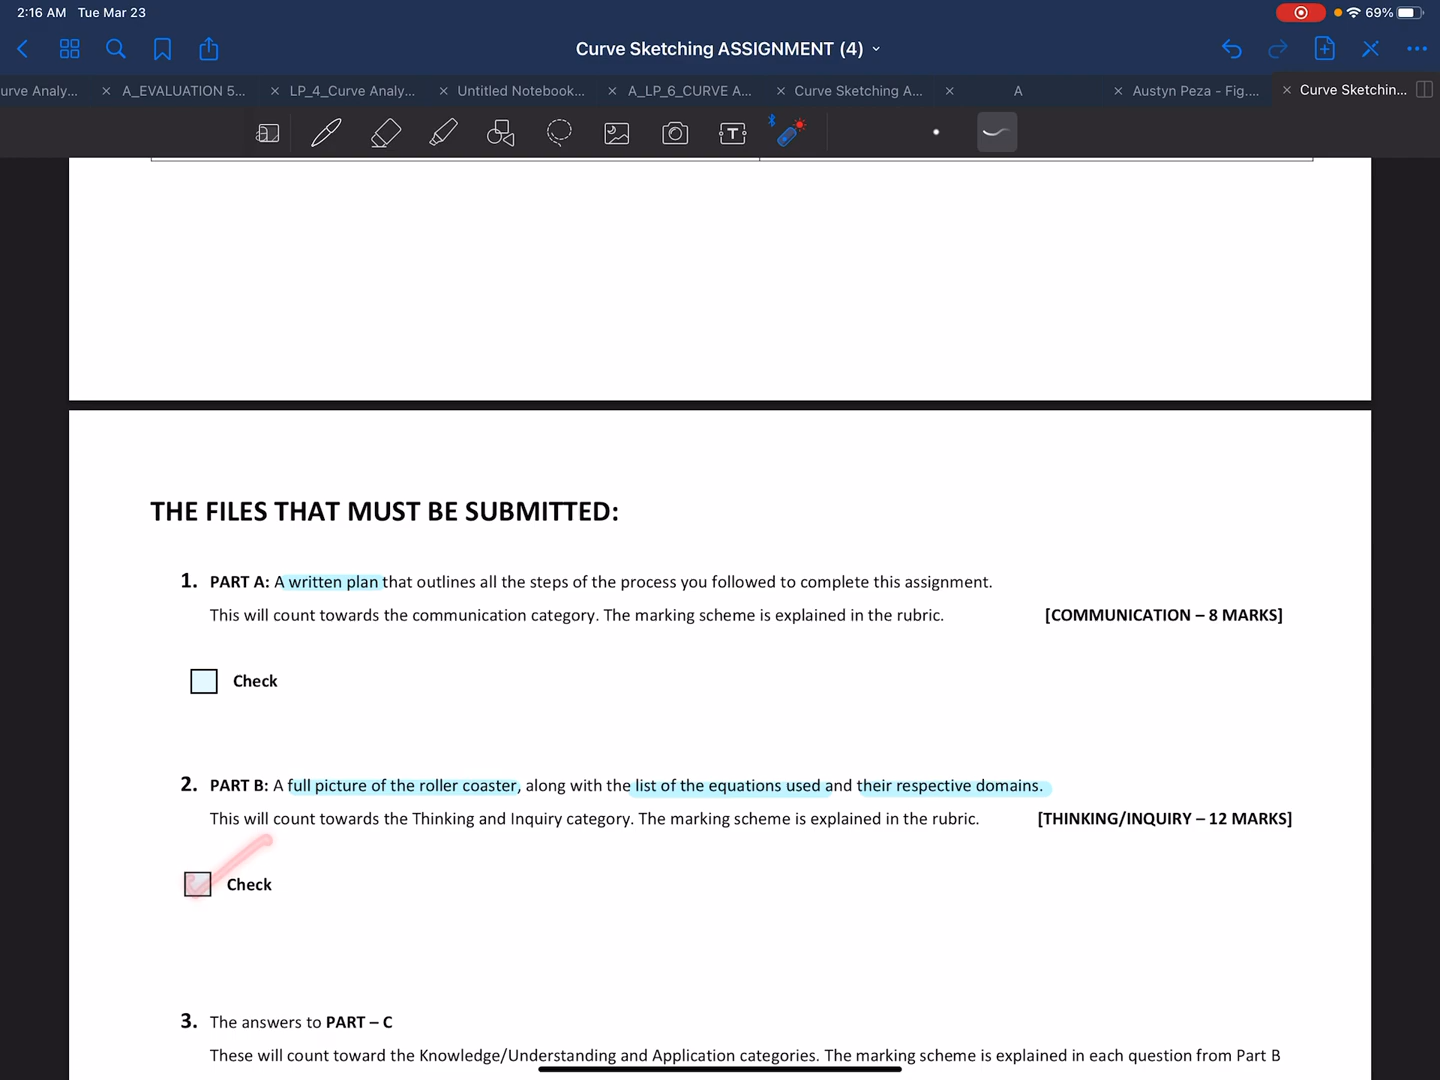 2:16 AM Tue Mar 23
69%
Curve Sketching ASSIGNMENT (4)
urve Analy...
A_EVALUATION 5...
LP_4_Curve Analy...
Untitled Notebook...
A_LP_6_CURVE A...
Curve Sketching A...
A
Austyn Peza - Fig....
Curve Sketchin...
T
THE FILES THAT MUST BE SUBMITTED:
1. PART A: A written plan that outlines all the steps of the process you followed to complete this assignment.
This will count towards the communication category. The marking scheme is explained in the rubric. [COMMUNICATION – 8 MARKS]
Check
2. PART B: A full picture of the roller coaster, along with the list of the equations used and their respective domains.
This will count towards the Thinking and Inquiry category. The marking scheme is explained in the rubric. [THINKING/INQUIRY – 12 MARKS]
Check
3. The answers to PART – C
These will count toward the Knowledge/Understanding and Application categories. The marking scheme is explained in each question from Part B